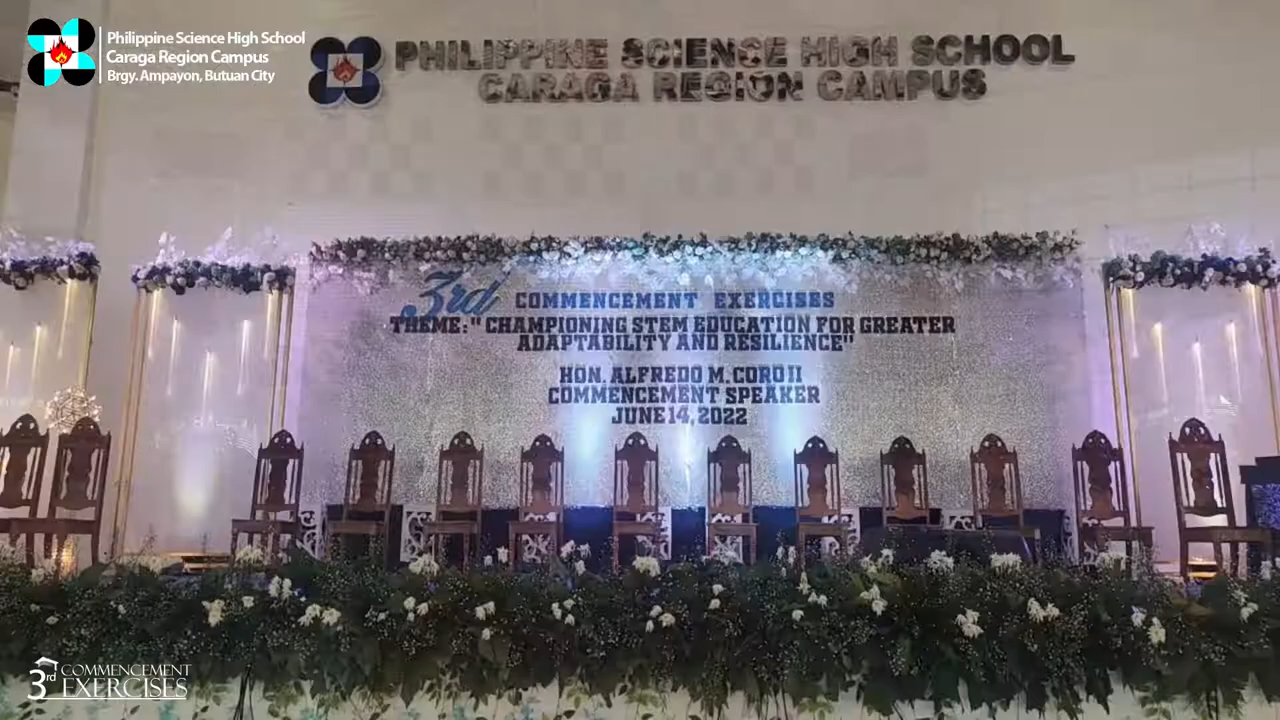 Philippine Science High School
Caraga Region Campus
Brgy. Ampayon, Butuan City
PHILIPPINE SCIENCE HIGH SCHOOL
CARAGA REGION CAMPUS
3rd COMMENCEMENT EXERCISES
THEME: "CHAMPIONING STEM EDUCATION FOR GREATER
ADAPTABILITY AND RESILIENCE"
HON. ALFREDO M. CORO II
COMMENCEMENT SPEAKER
JUNE 14, 2022
3rd COMMENCEMENT
EXERCISES